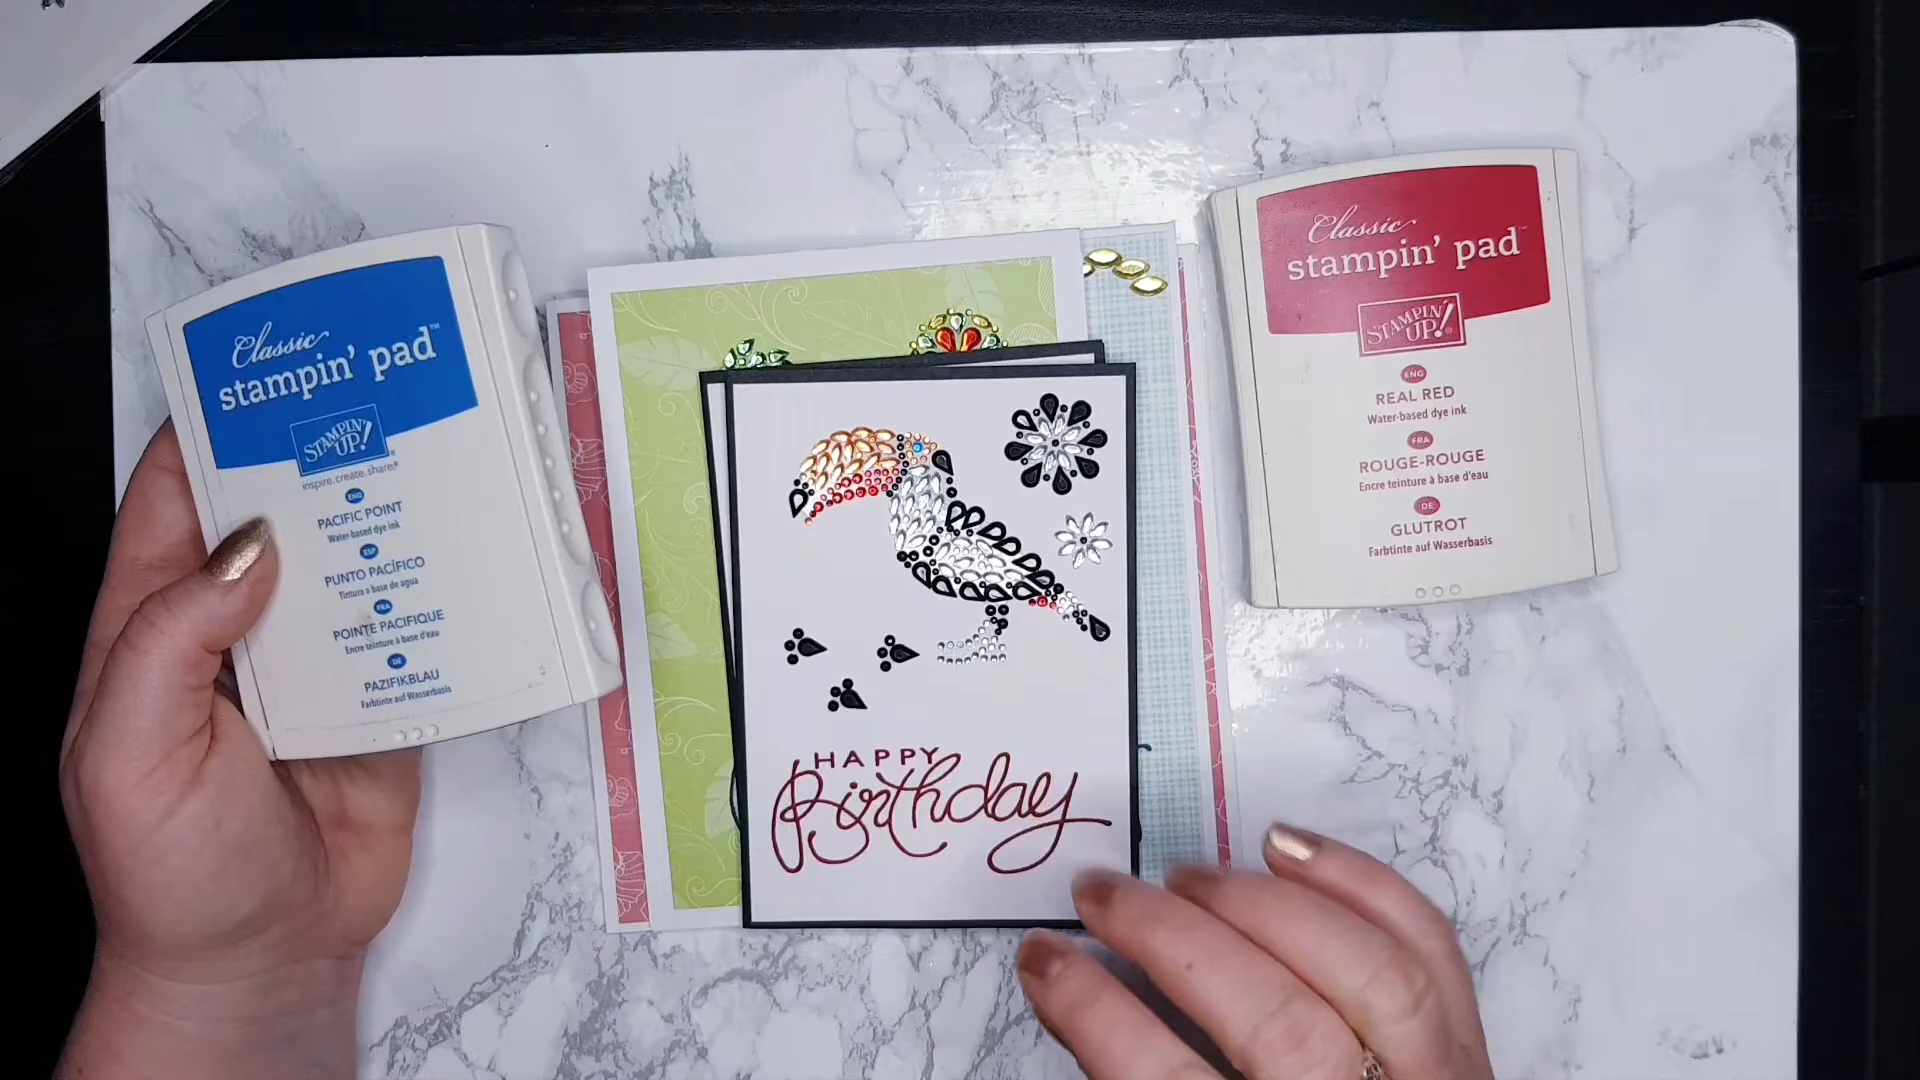 Classic
stampin' pad™
STAMPIN' UP!®
inspire.create.share®
ENG
PACIFIC POINT
Water-based dye ink
ESP
PUNTO PACÍFICO
Tintura a base de agua
FRA
POINTE PACIFIQUE
Encre teinture à base d'eau
DE
PAZIFIKBLAU
Farbtinte auf Wasserbasis
HAPPY
Birthday
Classic
stampin' pad™
STAMPIN' UP!®
ENG
REAL RED
Water-based dye ink
FRA
ROUGE-ROUGE
Encre teinture à base d'eau
DE
GLUTROT
Farbtinte auf Wasserbasis